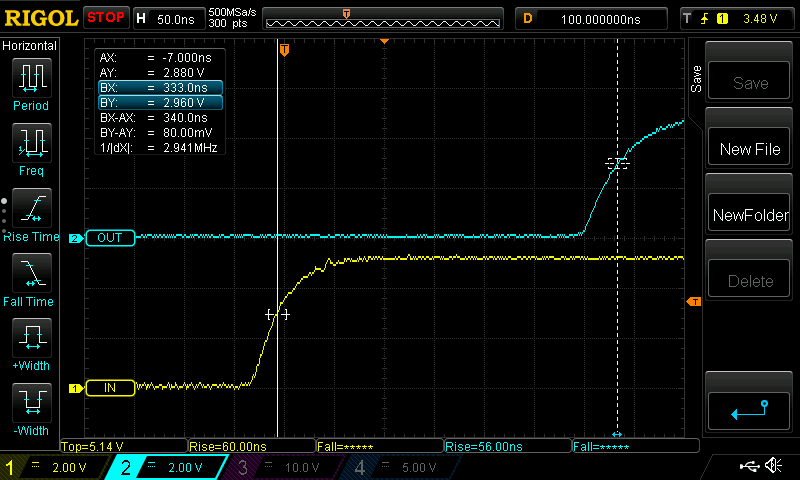 RIGOL STOP H 50.0ns 500MSa/s 300 pts D 100.000000ns T 1 3.48 V
Horizontal
Period
Freq
Rise Time
Fall Time
+Width
-Width
AX: = -7.000ns
AY: = 2.880 V
BX: = 333.0ns
BY: = 2.960 V
BX-AX: = 340.0ns
BY-AY: = 80.00mV
1/|dX|: = 2.941MHz
T
2 OUT
1 IN
T
Save
Save
New File
NewFolder
Delete
Top=5.14 V Rise=60.00ns Fall=***** Rise=56.00ns Fall=*****
1 2.00 V 2 2.00 V 3 10.0 V 4 5.00 V